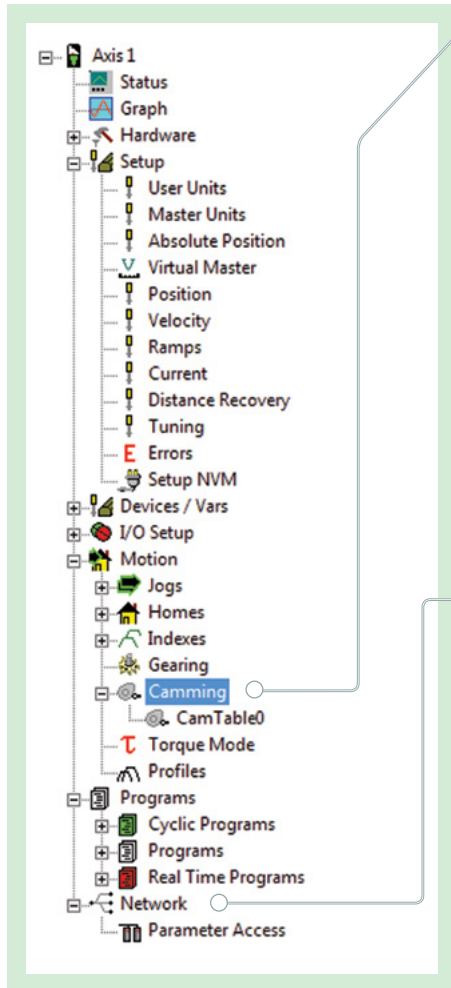 Axis 1
Status
Graph
Hardware
Setup
User Units
Master Units
Absolute Position
Virtual Master
Position
Velocity
Ramps
Current
Distance Recovery
Tuning
E Errors
Setup NVM
Devices / Vars
I/O Setup
Motion
Jogs
Homes
Indexes
Gearing
Camming
CamTable0
τ Torque Mode
Profiles
Programs
Cyclic Programs
Programs
Real Time Programs
Network
Parameter Access